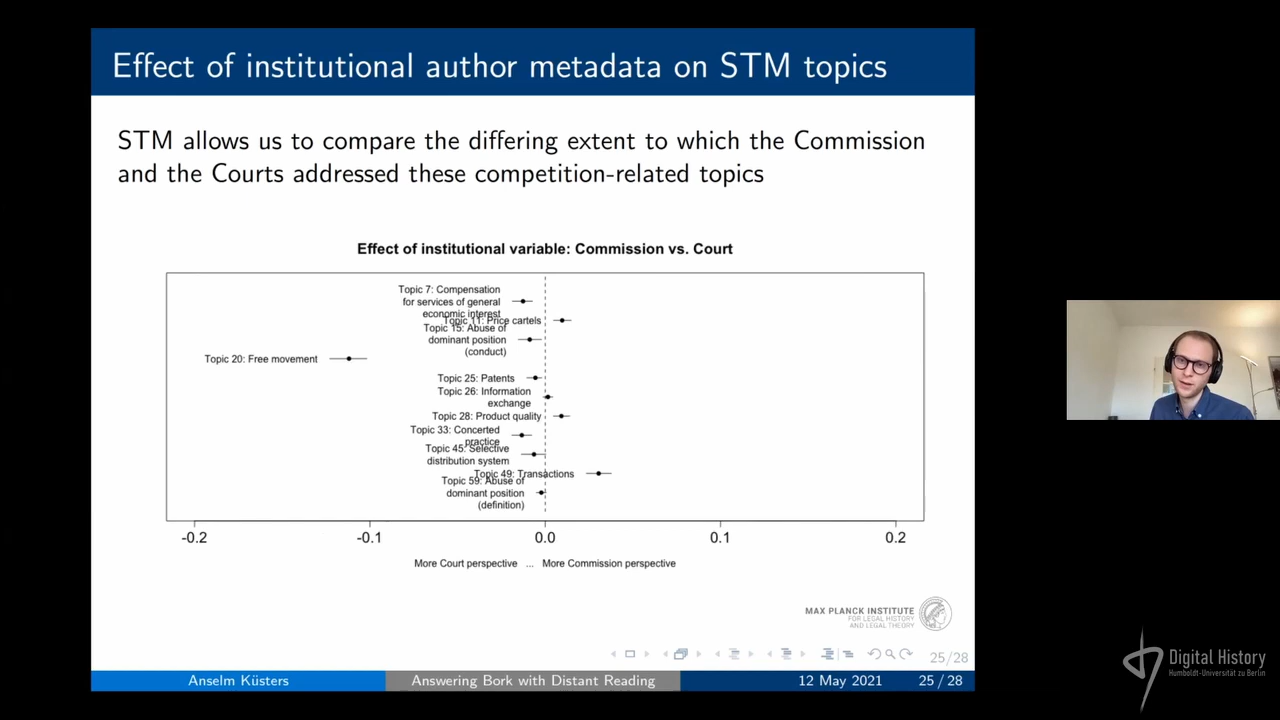 Effect of institutional author metadata on STM topics
STM allows us to compare the differing extent to which the Commission
and the Courts addressed these competition-related topics
Effect of institutional variable: Commission vs. Court
Topic 7: Compensation
for services of general
economic interest
Topic 11: Price cartels
Topic 15: Abuse of
dominant position
(conduct)
Topic 20: Free movement
Topic 25: Patents
Topic 26: Information
exchange
Topic 28: Product quality
Topic 33: Concerted
practice
Topic 45: Selective
distribution system
Topic 49: Transactions
Topic 59: Abuse of
dominant position
(definition)
-0.2 -0.1 0.0 0.1 0.2
More Court perspective ... More Commission perspective
MAX PLANCK INSTITUTE
FOR LEGAL HISTORY
AND LEGAL THEORY
25/28
Anselm Küsters Answering Bork with Distant Reading 12 May 2021 25 / 28
Digital History
Humboldt-Universität zu Berlin